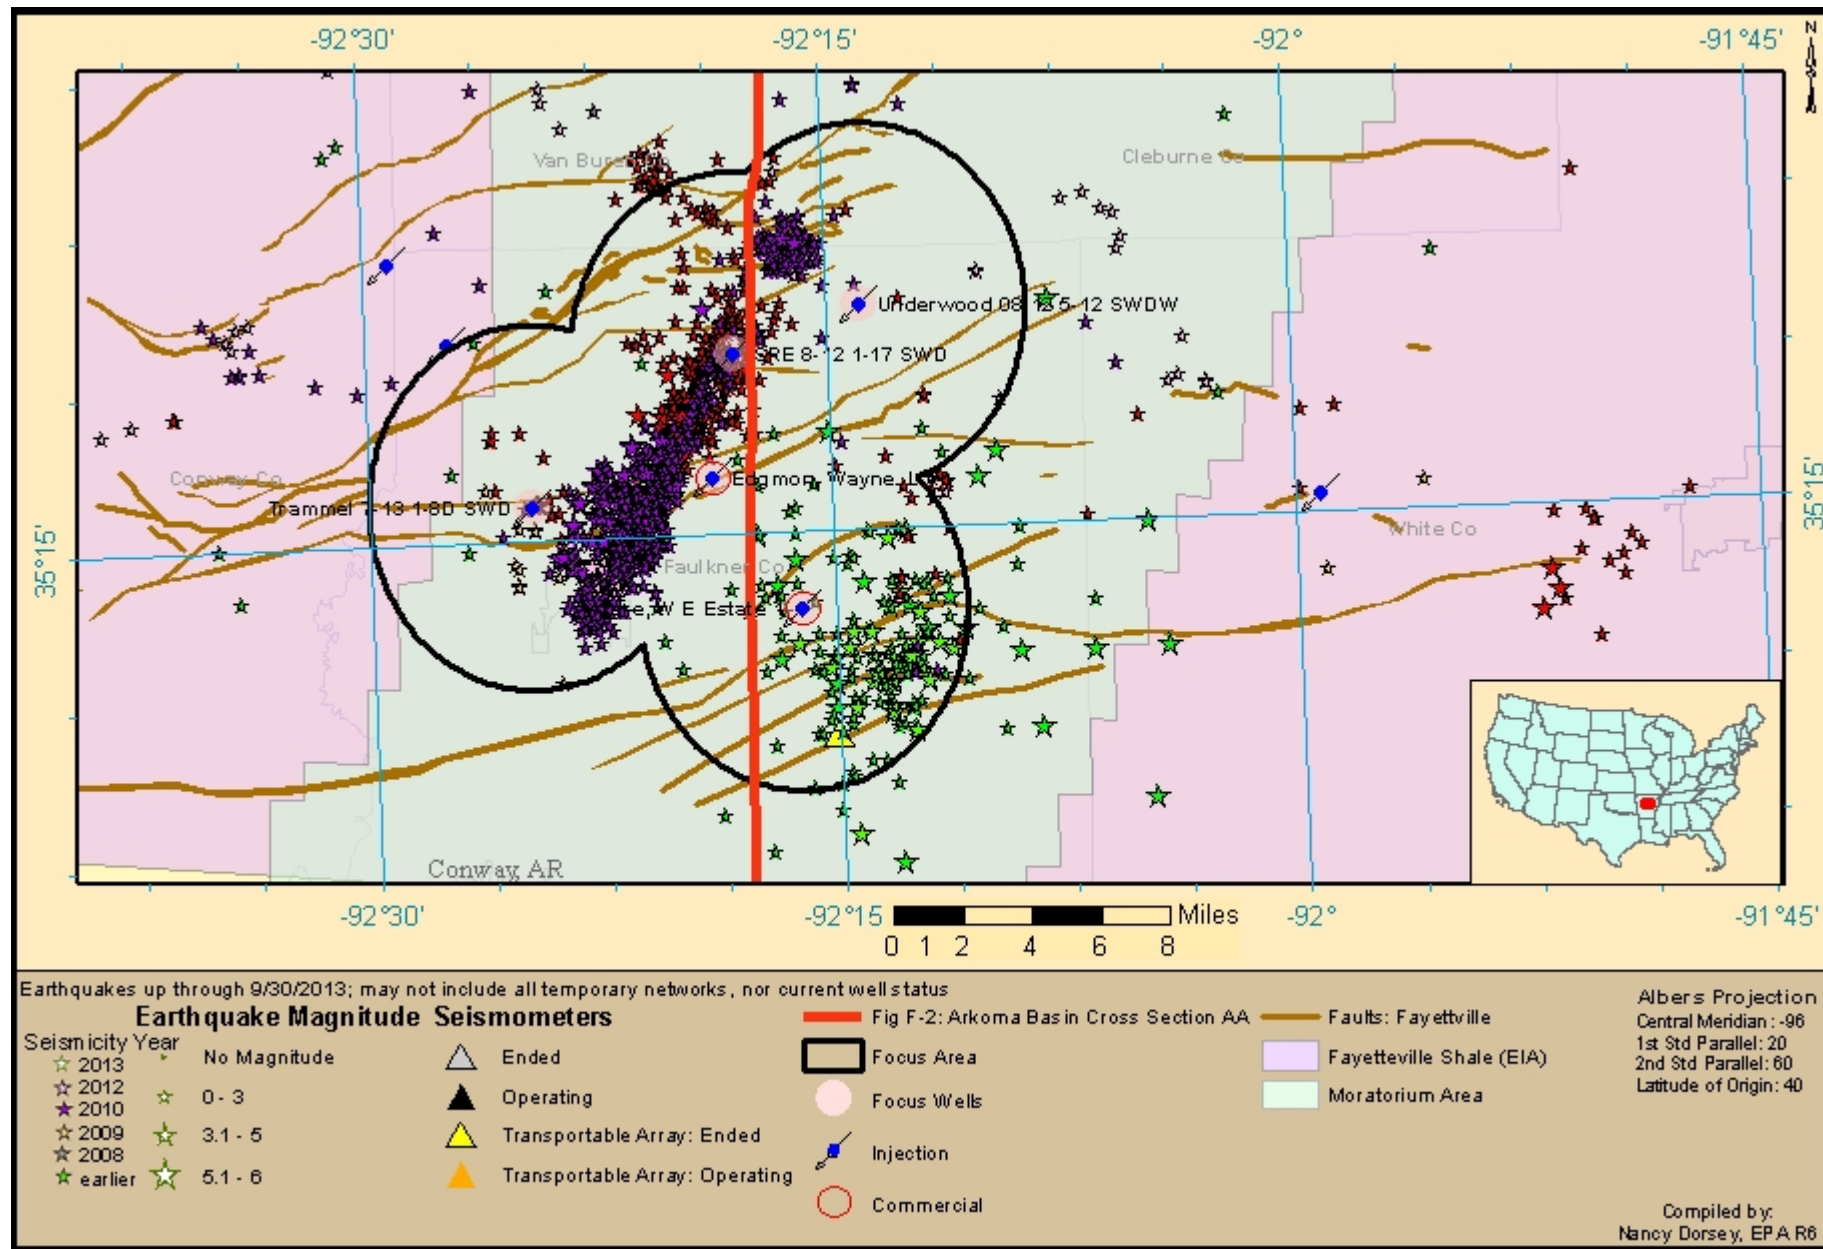 -92°30'
-92°15'
-92°
-91°45'
N
Van Buren Co
Cleburne Co
Underwood 08-12 5-12 SWDW
SRE 8-12 1-17 SWD
Conway Co
Edgmon, Wayne,
Trammel 7-13 1-8D SWD
35°15'
35°15'
White Co
Faulkner Co
W E Estate
Conway, AR
-92°30'
-92°15
-92°
-91°45'
Miles
0 1 2 4 6 8
Earthquakes up through 9/30/2013; may not include all temporary networks, nor current well status
Earthquake Magnitude
Seismicity Year
2013
2012
2010
2009
2008
earlier
No Magnitude
0 - 3
3.1 - 5
5.1 - 6
Seismometers
Ended
Operating
Transportable Array: Ended
Transportable Array: Operating
Fig F-2: Arkoma Basin Cross Section AA
Focus Area
Focus Wells
Injection
Commercial
Faults: Fayettville
Fayetteville Shale (EIA)
Moratorium Area
Albers Projection
Central Meridian: -96
1st Std Parallel: 20
2nd Std Parallel: 60
Latitude of Origin: 40
Compiled by:
Nancy Dorsey, EPA R6